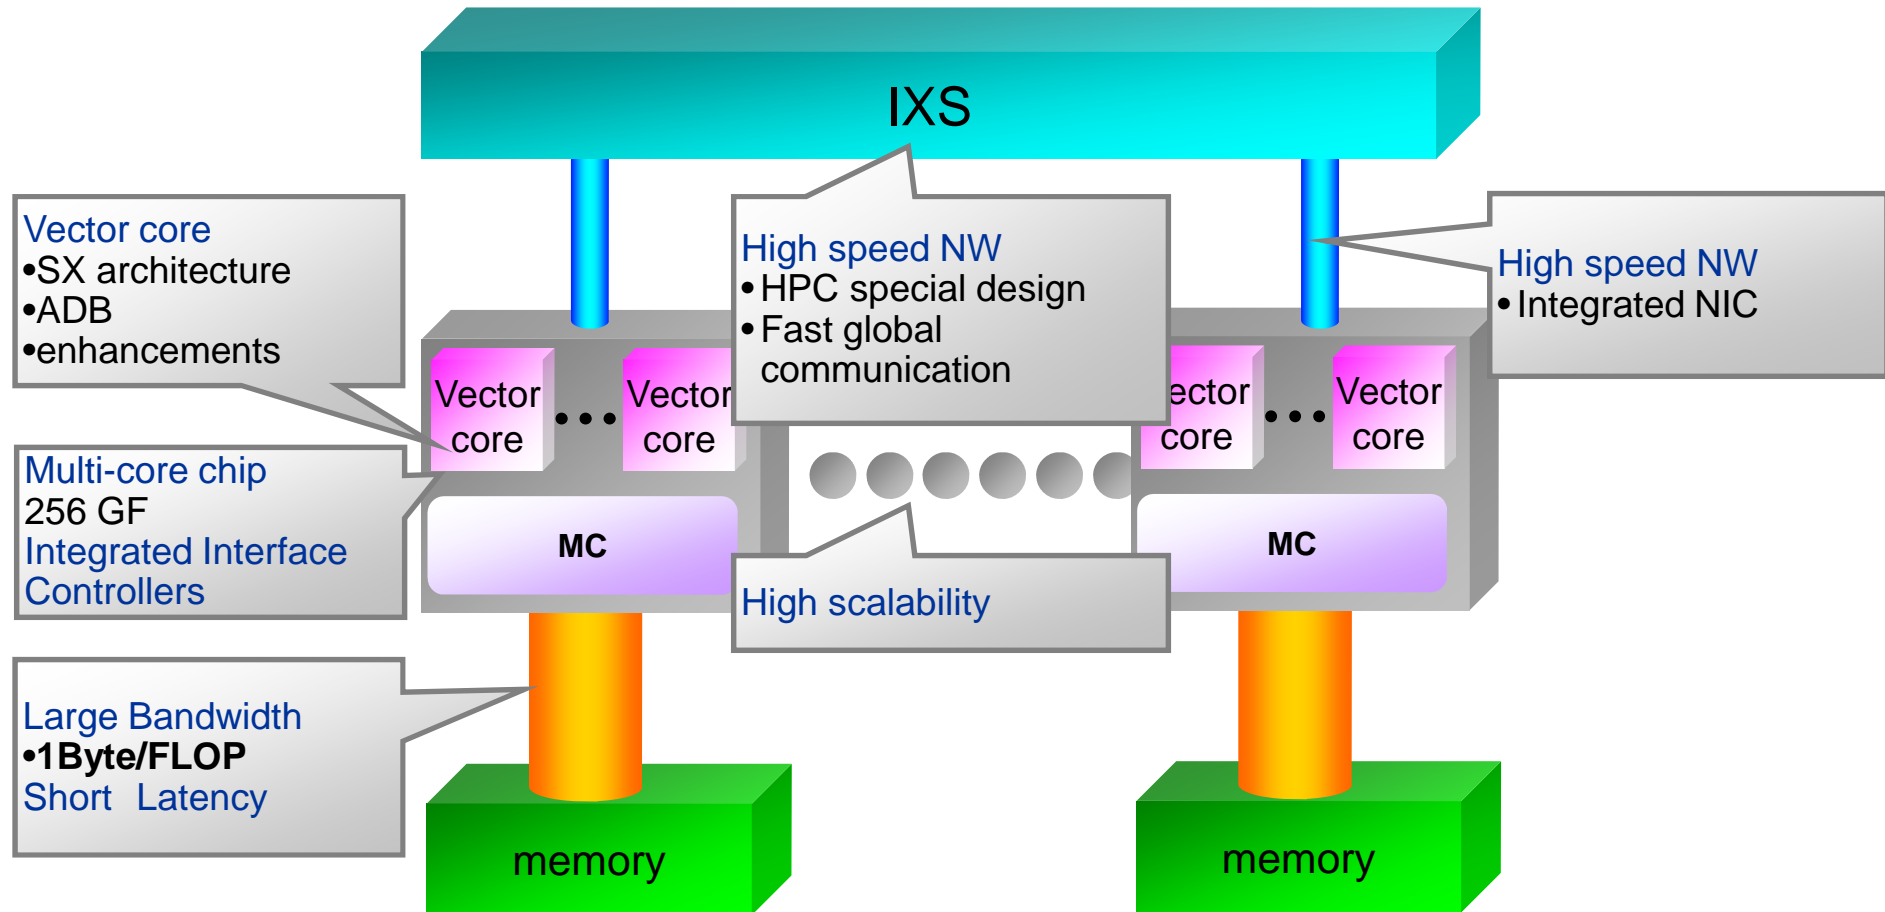 IXS
Vector core
•SX architecture
•ADB
•enhancements
High speed NW
• HPC special design
• Fast global
communication
High speed NW
• Integrated NIC
Vector
core
•••
Vector
core
ector
core
•••
Vector
core
Multi-core chip
256 GF
Integrated Interface
Controllers
MC
MC
High scalability
Large Bandwidth
•1Byte/FLOP
Short Latency
memory
memory